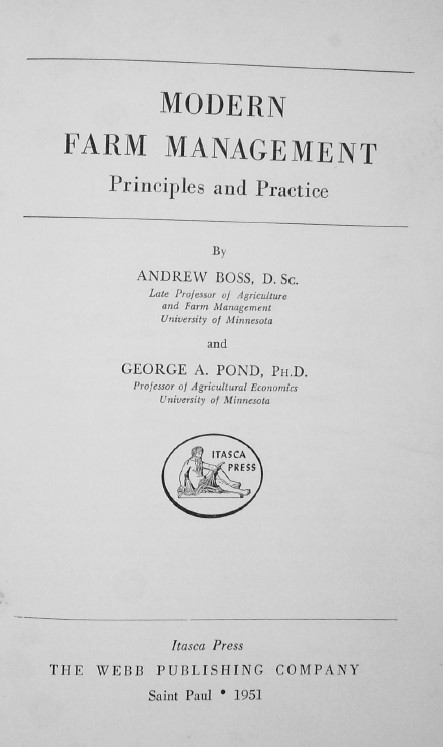 MODERN
FARM MANAGEMENT
Principles and Practice
By
ANDREW BOSS, D. Sc.
Late Professor of Agriculture
and Farm Management
University of Minnesota
and
GEORGE A. POND, PH.D.
Professor of Agricultural Economics
University of Minnesota
ITASCA
PRESS
Itasca Press
THE WEBB PUBLISHING COMPANY
Saint Paul • 1951